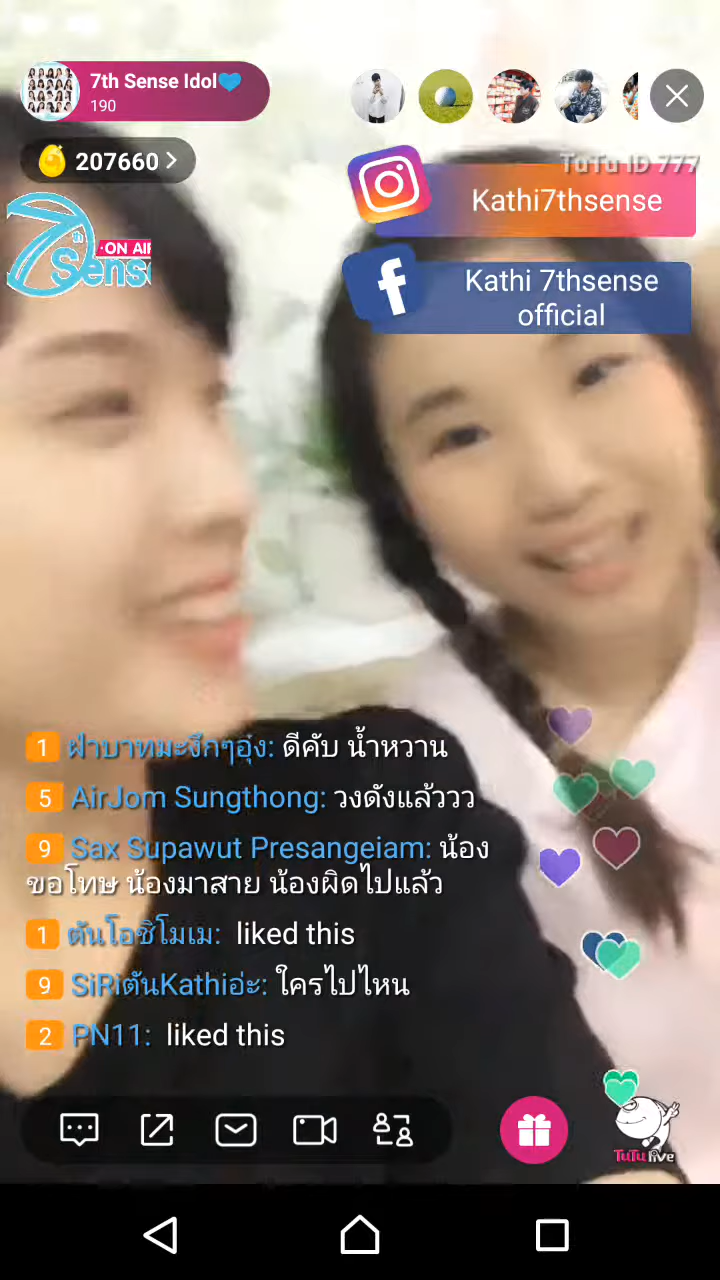 7th Sense Idol💙
190
207660
TuTu ID 777
Kathi7thsense
7th
·ON AIR
Sense
Kathi 7thsense
official
1 ฝ่าบาทมะงึกๆอุ๋ง: ดีคับ น้ำหวาน
5 AirJom Sungthong: วงดังแล้ววว
9 Sax Supawut Presangeiam: น้อง
ขอโทษ น้องมาสาย น้องผิดไปแล้ว
1 ต้นโอชิโมเม: liked this
9 SiRiต้นKathiอ่ะ: ใครไปไหน
2 PN11: liked this
TuTu live